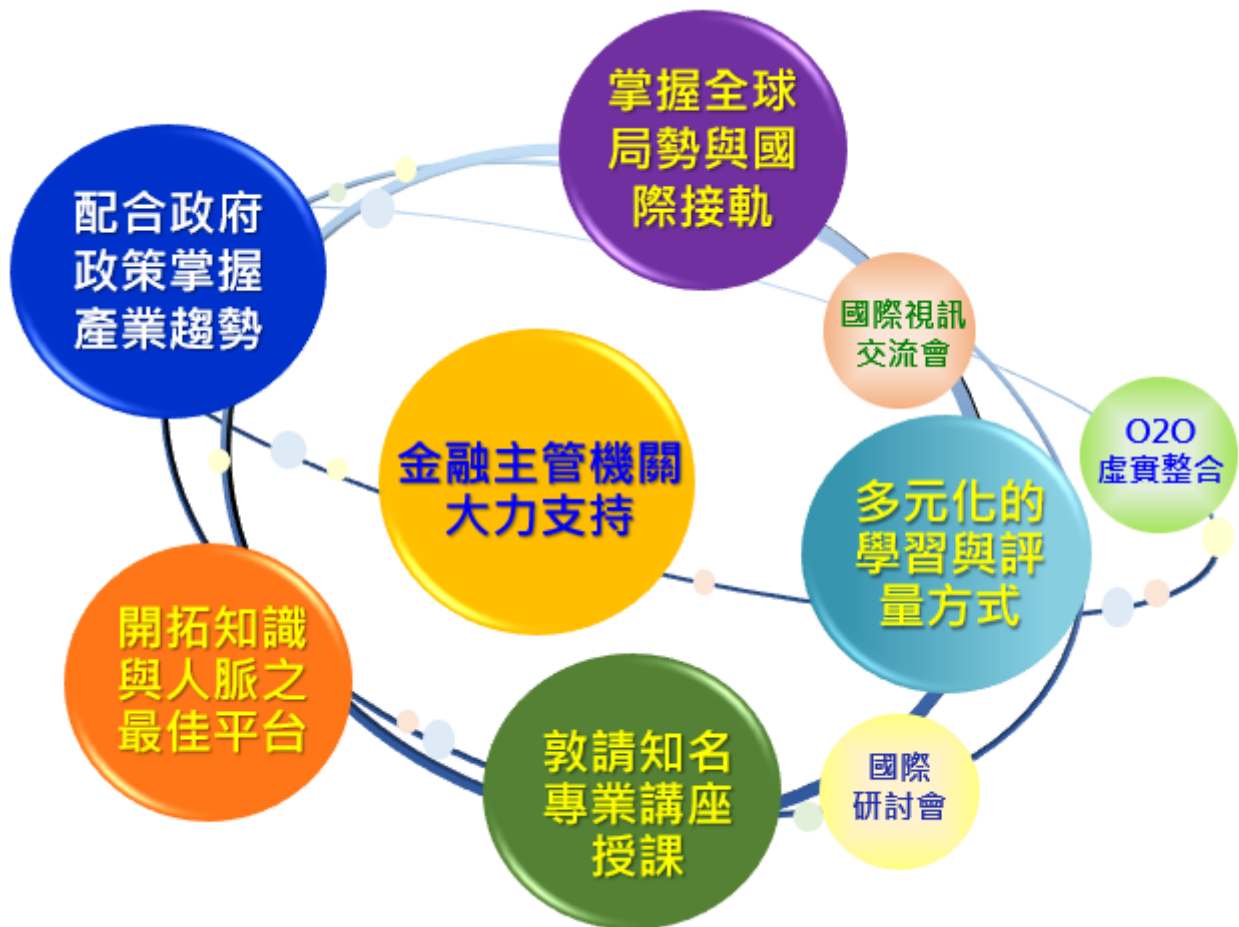 掌握全球
局勢與國
際接軌
配合政府
政策掌握
產業趨勢
國際視訊
交流會
O2O
虛實整合
金融主管機關
大力支持
多元化的
學習與評
量方式
開拓知識
與人脈之
最佳平台
敦請知名
專業講座
授課
國際
研討會